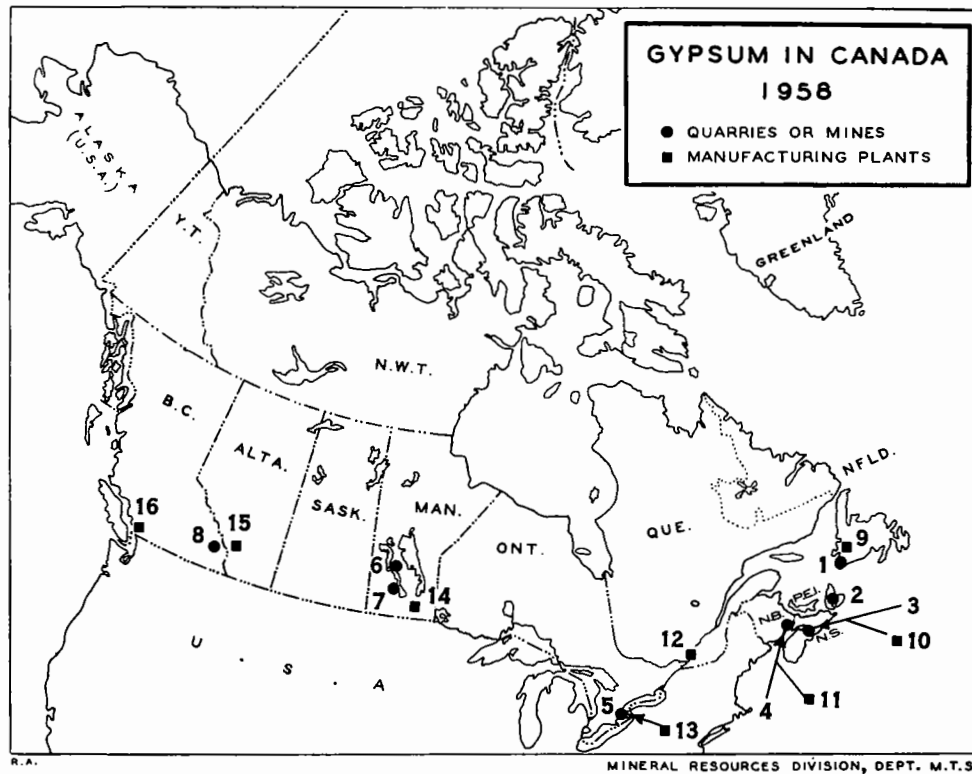 GYPSUM IN CANADA
1958
● QUARRIES OR MINES
■ MANUFACTURING PLANTS
ALASKA
(U.S.A.)
Y.T.
GREENLAND
N.W.T.
B.C.
ALTA.
SASK.
MAN.
ONT.
QUE.
NFLD.
16
8
15
6
7
14
9
1
P.E.I.
2
3
N.B.
N.S.
10
12
4
11
5
13
U. S. A
R.A.
MINERAL RESOURCES DIVISION, DEPT. M.T.S